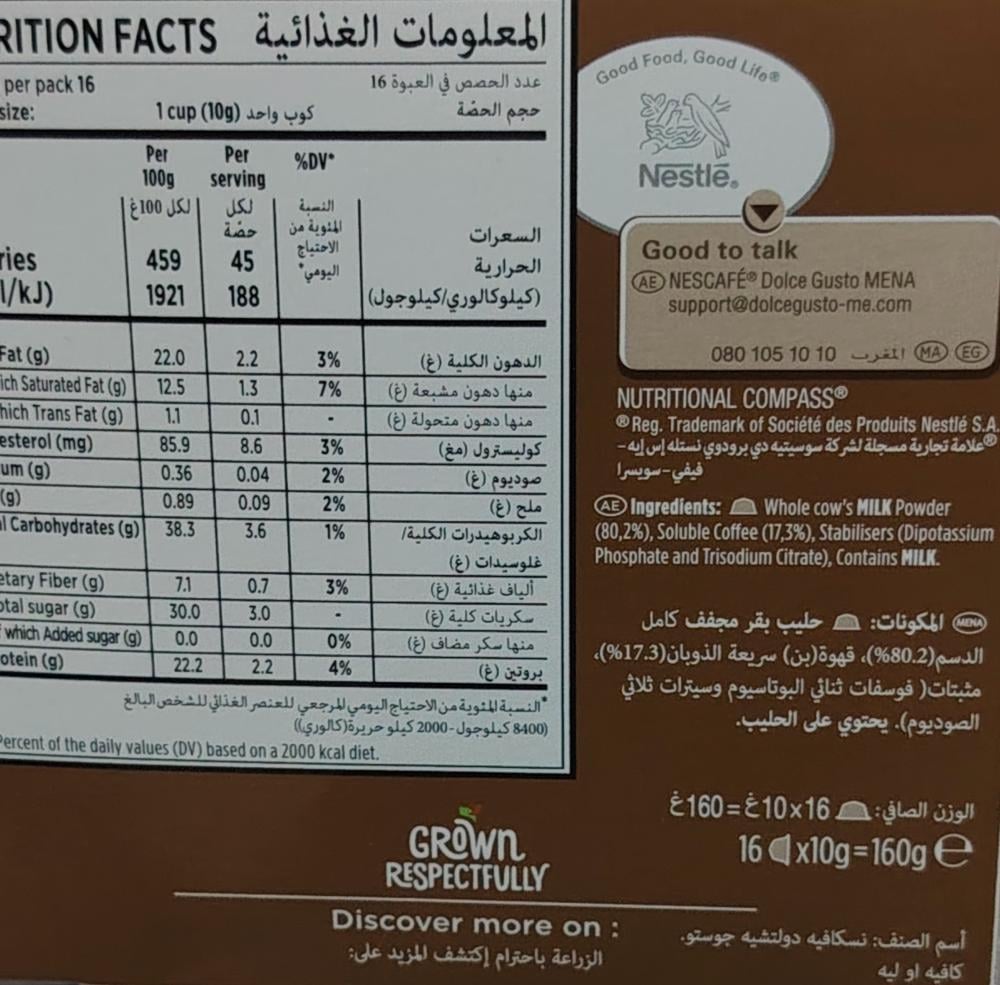 RITION FACTS المعلومات الغذائية
per pack 16 عدد الحصص في العبوة 16
size: 1 cup (10g) كوب واحد حجم الحصّة
Per 100g Per serving %DV*
لكل 100غ لكل حصّة النسبة المئوية من الاحتياج اليومي*
السعرات الحرارية (كيلوكالوري/كيلوجول)
ries 459 45
l/kJ) 1921 188
Fat (g) 22.0 2.2 3% الدهون الكلية (غ)
ich Saturated Fat (g) 12.5 1.3 7% منها دهون مشبعة (غ)
hich Trans Fat (g) 1.1 0.1 - منها دهون متحولة (غ)
esterol (mg) 85.9 8.6 3% كوليسترول (مغ)
um (g) 0.36 0.04 2% صوديوم (غ)
(g) 0.89 0.09 2% ملح (غ)
l Carbohydrates (g) 38.3 3.6 1% الكربوهيدرات الكلية/
غلوسيدات (غ)
etary Fiber (g) 7.1 0.7 3% ألياف غذائية (غ)
otal sugar (g) 30.0 3.0 - سكريات كلية (غ)
f which Added sugar (g) 0.0 0.0 0% منها سكر مضاف (غ)
otein (g) 22.2 2.2 4% بروتين (غ)
*النسبة المئوية من الاحتياج اليومي المرجعي للعنصر الغذائي للشخص البالغ
(8400 كيلوجول-2000 كيلو حريرة(كالوري))
Percent of the daily values (DV) based on a 2000 kcal diet.
Good Food, Good Life®
Nestlé®
Good to talk
AE NESCAFÉ® Dolce Gusto MENA
support@dolcegusto-me.com
080 105 10 10 المغرب MA EG
NUTRITIONAL COMPASS®
® Reg. Trademark of Société des Produits Nestlé S.A.
®علامة تجارية مسجلة لشركة سوسيتيه دي برودوي نستله إس إيه-
فيفي-سويسرا
AE Ingredients: Whole cow's MILK Powder
(80,2%), Soluble Coffee (17,3%), Stabilisers (Dipotassium
Phosphate and Trisodium Citrate), Contains MILK.
MENA المكونات: حليب بقر مجفف كامل
الدسم(80.2%)، قهوة(بن) سريعة الذوبان(17.3%)،
مثبتات( فوسفات ثنائي البوتاسيوم وسيترات ثلاثي
الصوديوم). يحتوي على الحليب.
الوزن الصافي: 16x10غ=160غ
16 x10g=160g e
GROWN
RESPECTFULLY
Discover more on :
الزراعة باحترام إكتشف المزيد على:
أسم الصنف: نسكافيه دولتشيه جوستو.
كافيه او ليه